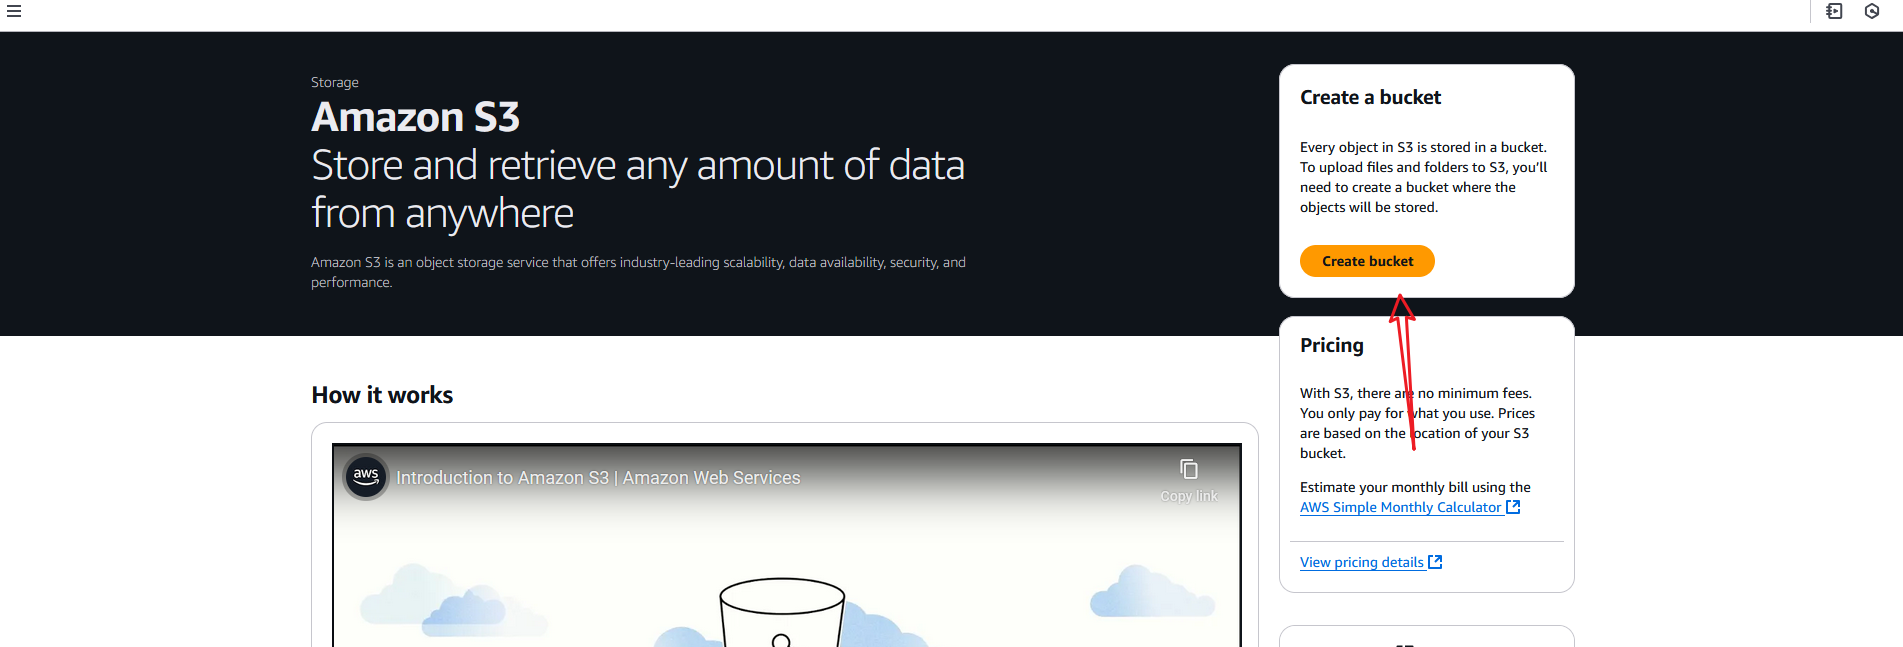 Storage
Amazon S3
Store and retrieve any amount of data
from anywhere
Amazon S3 is an object storage service that offers industry-leading scalability, data availability, security, and
performance.
Create a bucket
Every object in S3 is stored in a bucket.
To upload files and folders to S3, you’ll
need to create a bucket where the
objects will be stored.
Create bucket
Pricing
With S3, there are no minimum fees.
You only pay for what you use. Prices
are based on the location of your S3
bucket.
Estimate your monthly bill using the
AWS Simple Monthly Calculator
View pricing details
How it works
aws
Introduction to Amazon S3 | Amazon Web Services
Copy link